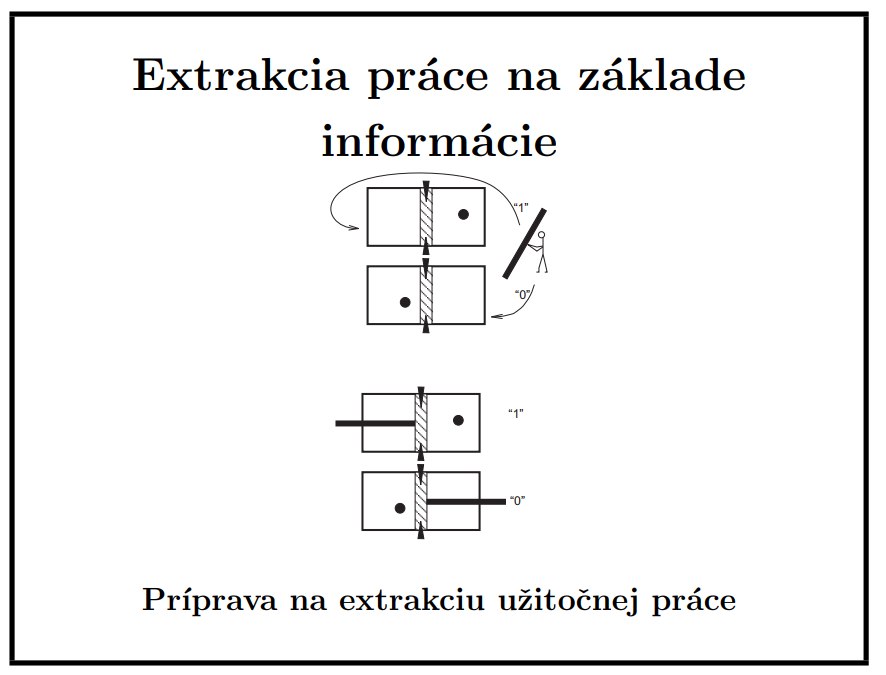 Extrakcia práce na základe
informácie
“1”
“0”
“1”
“0”
Príprava na extrakciu užitočnej práce